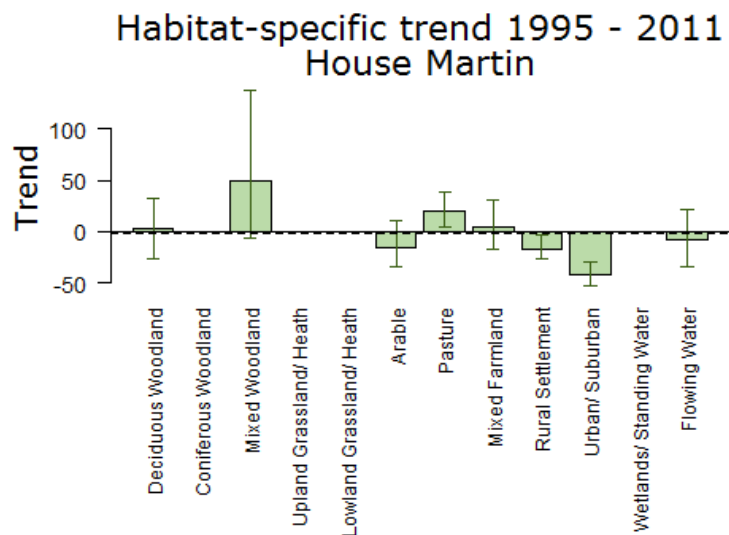 Habitat-specific trend 1995 - 2011
House Martin
Trend
100
50
0
-50
Deciduous Woodland
Coniferous Woodland
Mixed Woodland
Upland Grassland/ Heath
Lowland Grassland/ Heath
Arable
Pasture
Mixed Farmland
Rural Settlement
Urban/ Suburban
Wetlands/ Standing Water
Flowing Water